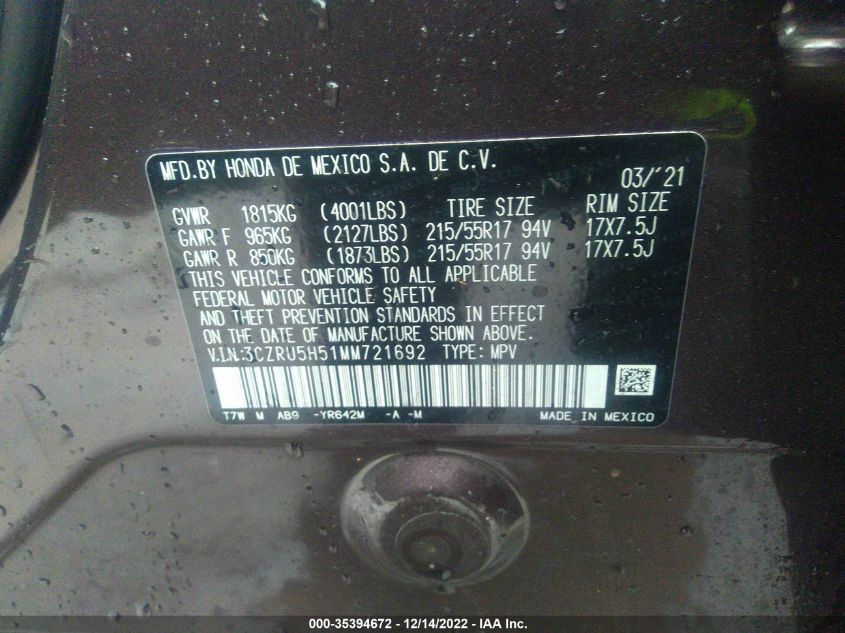 MFD.BY HONDA DE MEXICO S.A. DE C.V.
03/'21
GVWR 1815KG (4001LBS) TIRE SIZE RIM SIZE
GAWR F 965KG (2127LBS) 215/55R17 94V 17X7.5J
GAWR R 850KG (1873LBS) 215/55R17 94V 17X7.5J
THIS VEHICLE CONFORMS TO ALL APPLICABLE
FEDERAL MOTOR VEHICLE SAFETY
AND THEFT PREVENTION STANDARDS IN EFFECT
ON THE DATE OF MANUFACTURE SHOWN ABOVE.
V.I.N:3CZRU5H51MM721692 TYPE: MPV
T7W M AB9 -YR642M -A -M MADE IN MEXICO
000-35394672 - 12/14/2022 - IAA Inc.